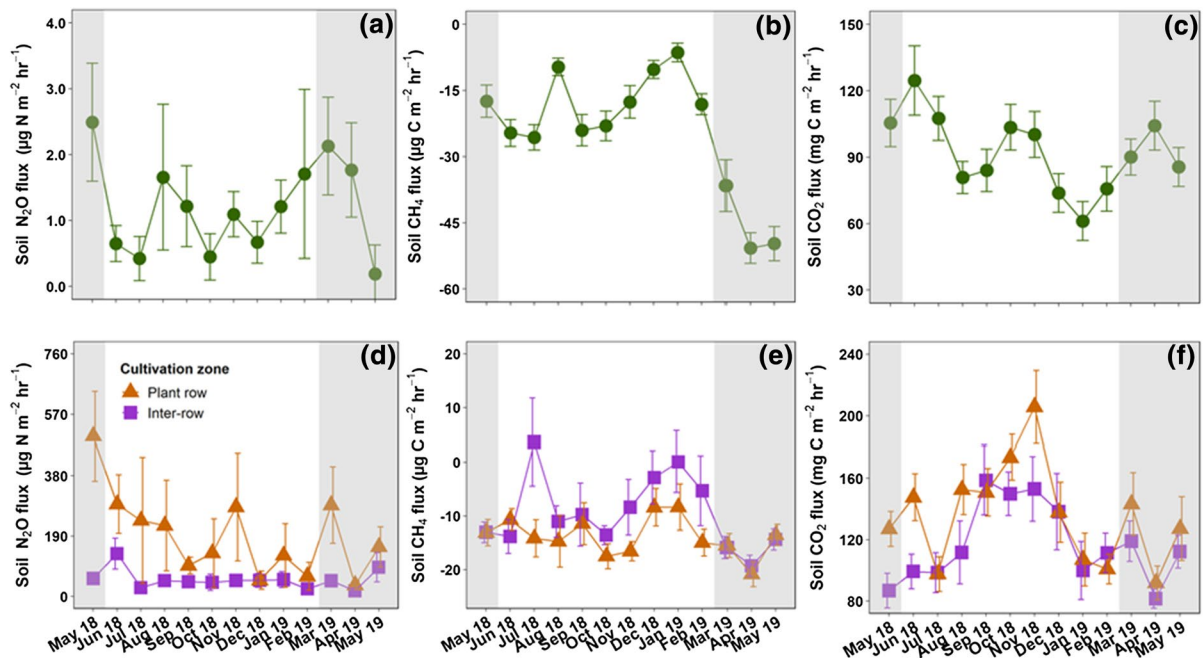 (a)
Soil N₂O flux (µg N m⁻² hr⁻¹)
4.0
3.0
2.0
1.0
0.0
(b)
Soil CH₄ flux (µg C m⁻² hr⁻¹)
0
-15
-30
-45
-60
(c)
Soil CO₂ flux (mg C m⁻² hr⁻¹)
150
120
90
60
30
(d)
Soil N₂O flux (µg N m⁻² hr⁻¹)
760
570
380
190
0
Cultivation zone
Plant row
Inter-row
May 18
Jun 18
Jul 18
Aug 18
Sep 18
Oct 18
Nov 18
Dec 18
Jan 19
Feb 19
Mar 19
Apr 19
May 19
(e)
Soil CH₄ flux (µg C m⁻² hr⁻¹)
20
10
0
-10
-20
May 18
Jun 18
Jul 18
Aug 18
Sep 18
Oct 18
Nov 18
Dec 18
Jan 19
Feb 19
Mar 19
Apr 19
May 19
(f)
Soil CO₂ flux (mg C m⁻² hr⁻¹)
240
200
160
120
80
May 18
Jun 18
Jul 18
Aug 18
Sep 18
Oct 18
Nov 18
Dec 18
Jan 19
Feb 19
Mar 19
Apr 19
May 19